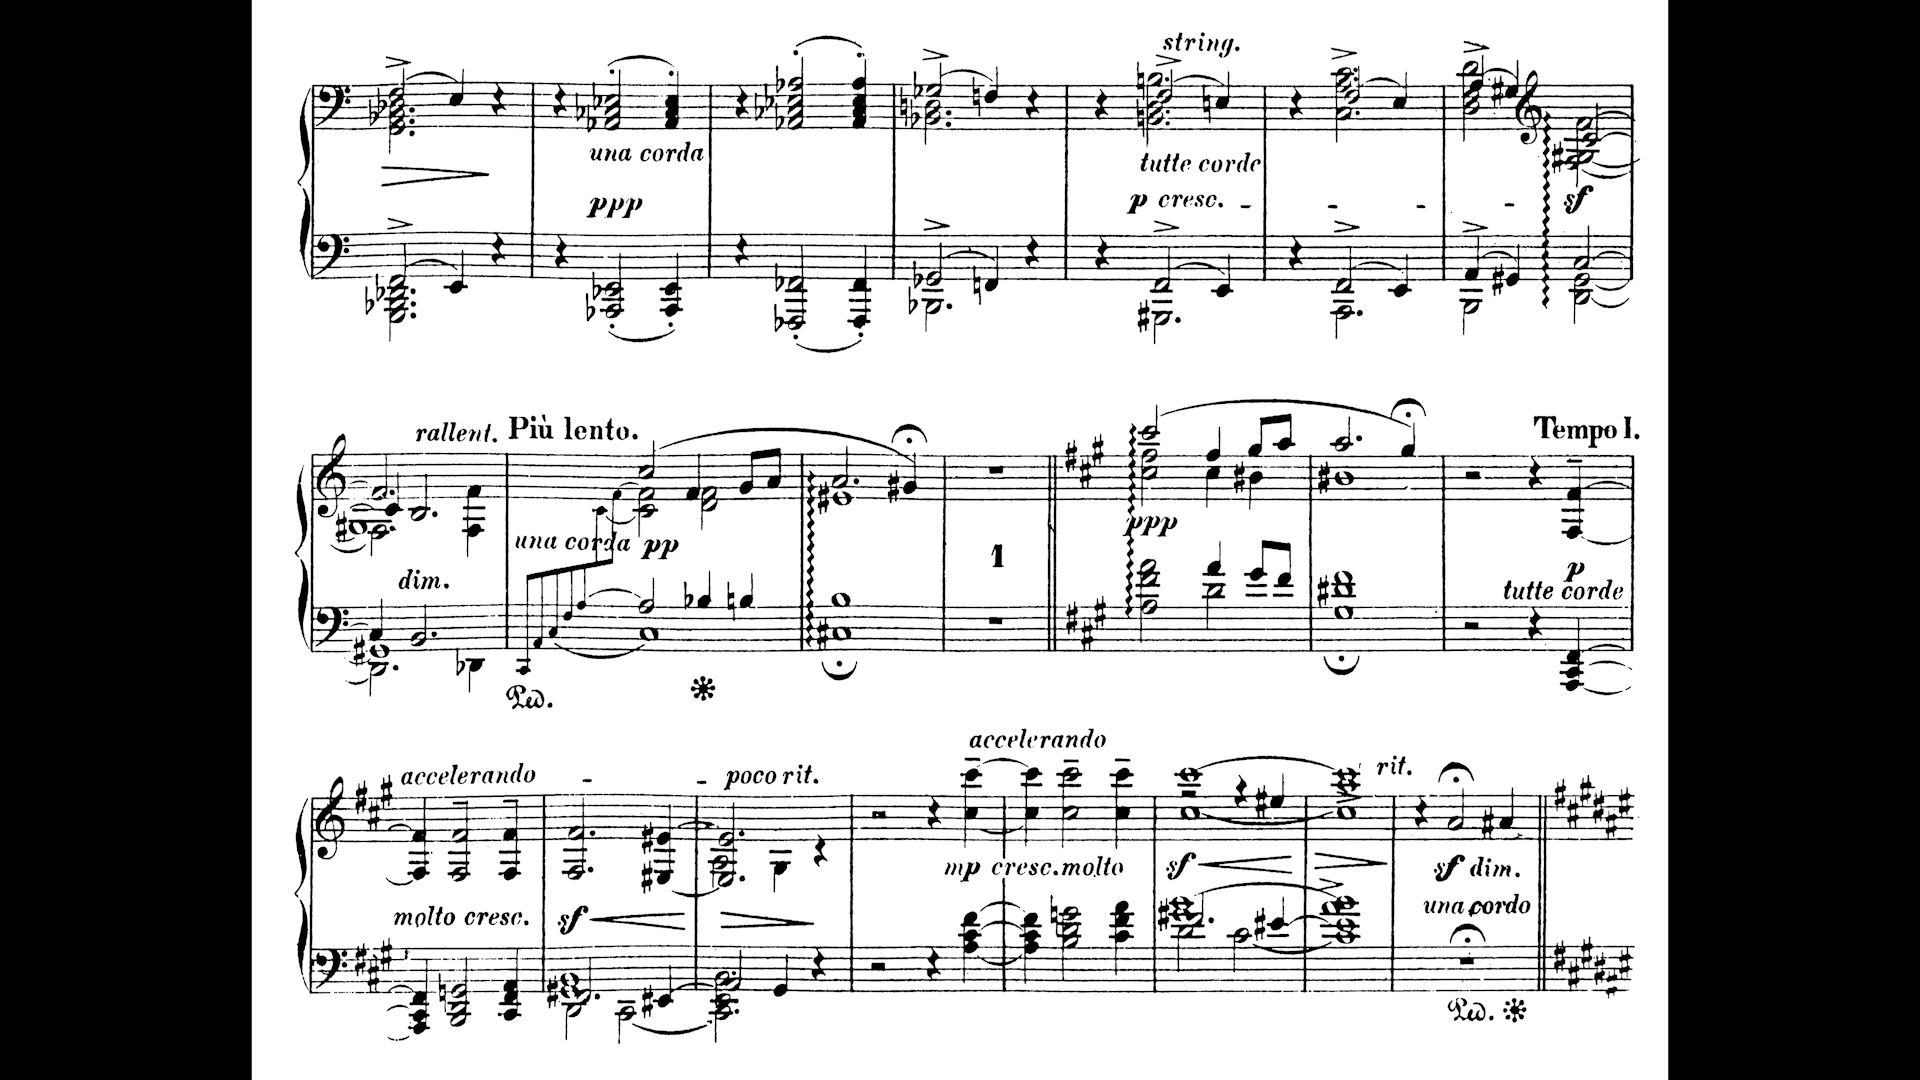 string.
una corda
tutte corde
ppp
p cresc. - - - -
sf
rallent. Più lento.
Tempo I.
una corda pp
ppp
1
dim.
p
tutte corde
Ped.
accelerando
accelerando - - poco rit.
rit.
mp cresc. molto
sf
sf dim.
molto cresc.
sf
una cordo
Ped.